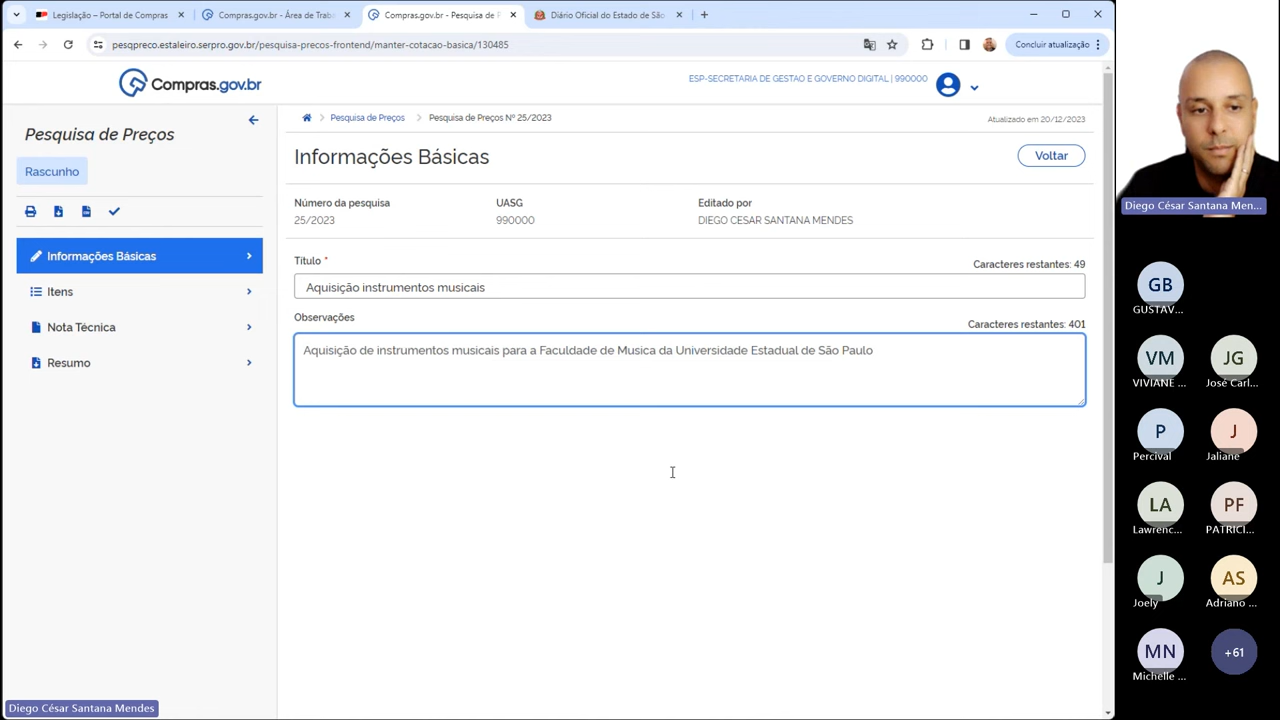 Legislação – Portal de Compras
Compras.gov.br - Área de Trab
Compras.gov.br - Pesquisa de P
Diário Oficial do Estado de São
pesqpreco.estaleiro.serpro.gov.br/pesquisa-precos-frontend/manter-cotacao-basica/130485
Concluir atualização
Compras.gov.br
ESP-SECRETARIA DE GESTAO E GOVERNO DIGITAL | 990000
Pesquisa de Preços
Rascunho
Informações Básicas
Itens
Nota Técnica
Resumo
Pesquisa de Preços
Pesquisa de Preços Nº 25/2023
Atualizado em 20/12/2023
Informações Básicas
Voltar
Número da pesquisa
25/2023
UASG
990000
Editado por
DIEGO CESAR SANTANA MENDES
Título *
Caracteres restantes: 49
Aquisição instrumentos musicais
Observações
Caracteres restantes: 401
Aquisição de instrumentos musicais para a Faculdade de Musica da Universidade Estadual de São Paulo
Diego César Santana Mendes
Diego César Santana Men...
GB
GUSTAV...
VM
VIVIANE ...
JG
José Carl...
P
Percival
J
Jaliane
LA
Lawrenc...
PF
PATRICI...
J
Joely
AS
Adriano ...
MN
Michelle ...
+61